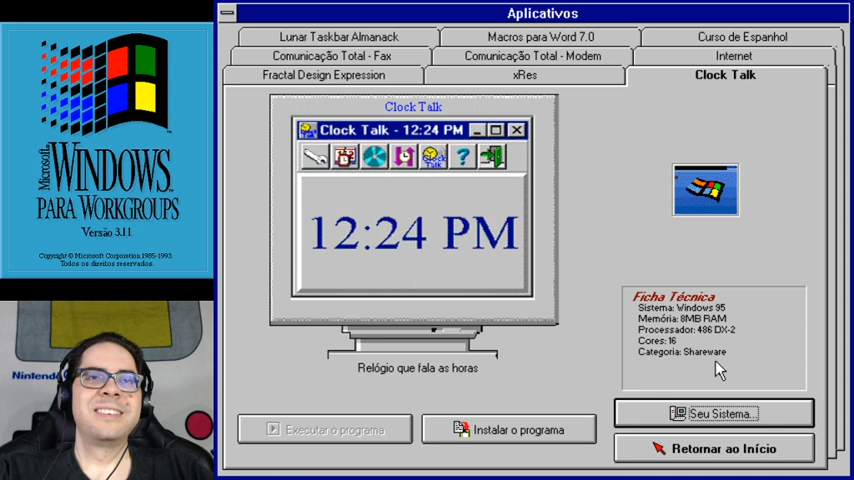 Microsoft
WINDOWS
PARA WORKGROUPS
Versão 3.11
Copyright © Microsoft Corporation 1985-1993.
Todos os direitos reservados.
Nintendo
Aplicativos
Lunar Taskbar Almanack
Macros para Word 7.0
Curso de Espanhol
Comunicação Total - Fax
Comunicação Total - Modem
Internet
Fractal Design Expression
xRes
Clock Talk
Clock Talk
Clock Talk - 12:24 PM
Clock
Talk
?
12:24 PM
Relógio que fala as horas
Ficha Técnica
Sistema: Windows 95
Memória: 8MB RAM
Processador: 486 DX-2
Cores: 16
Categoria: Shareware
Executar o programa
Instalar o programa
Seu Sistema...
Retornar ao Início